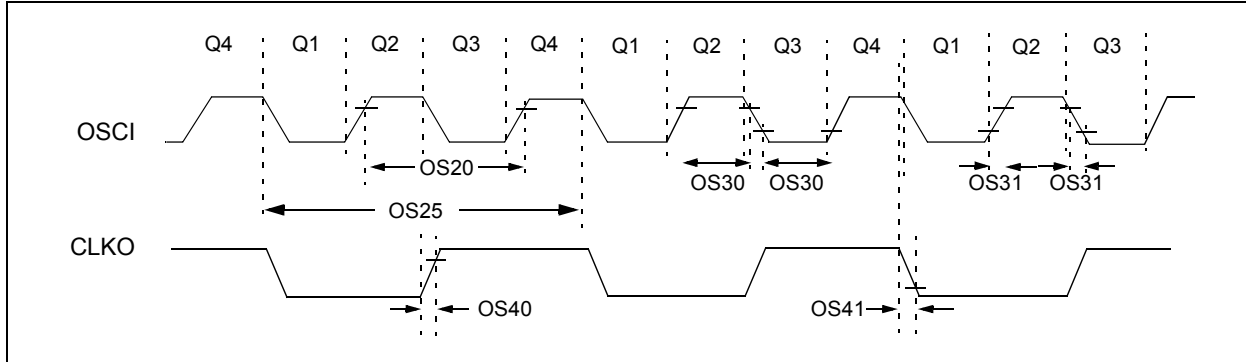 Q4 Q1 Q2 Q3 Q4 Q1 Q2 Q3 Q4 Q1 Q2 Q3
OSCI
OS20
OS30 OS30
OS31 OS31
OS25
CLKO
OS40
OS41